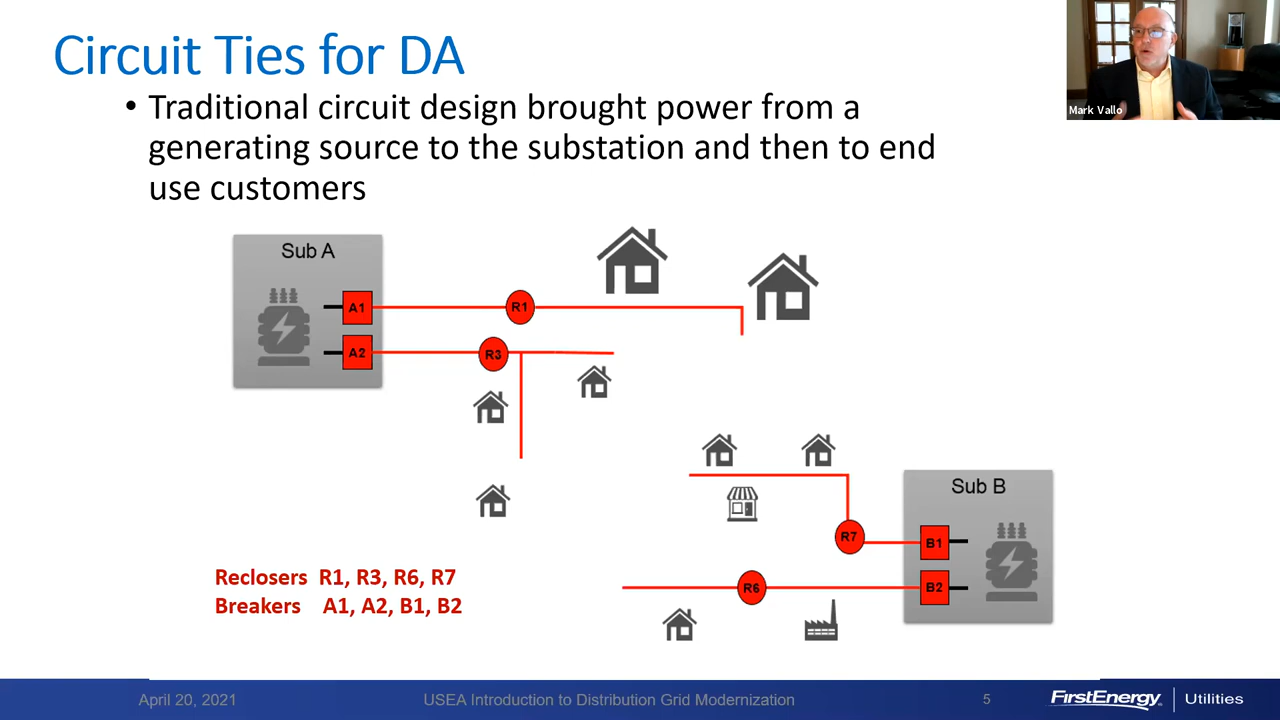 Circuit Ties for DA
Mark Vallo
• Traditional circuit design brought power from a
generating source to the substation and then to end
use customers
Sub A
A1
R1
A2
R3
Sub B
R7
B1
R6
B2
Reclosers R1, R3, R6, R7
Breakers A1, A2, B1, B2
April 20, 2021
USEA Introduction to Distribution Grid Modernization
5
FirstEnergy® | Utilities